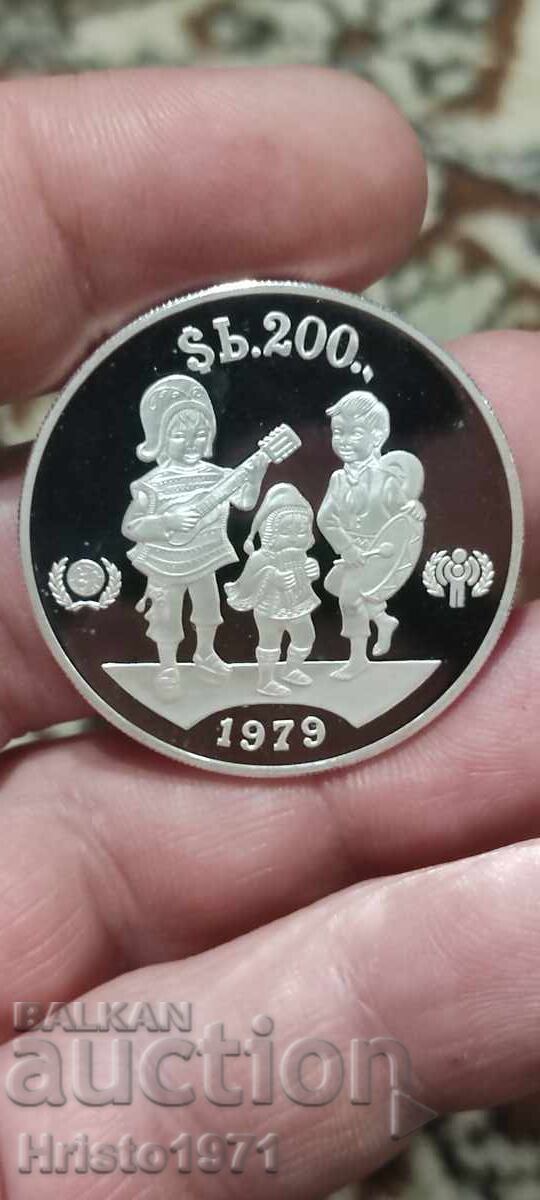 $b.200.,
1979
BALKAN
auction
Hristo1971